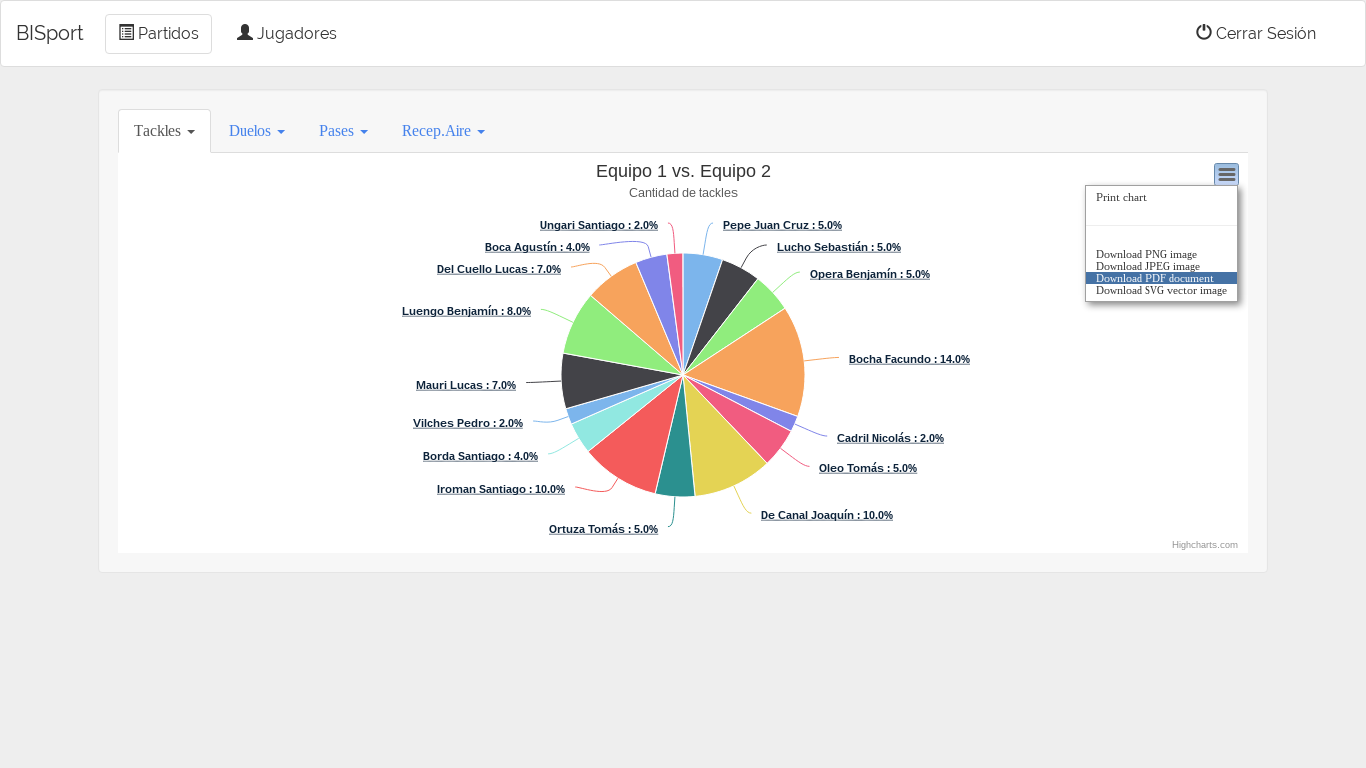 BISport Partidos Jugadores Cerrar Sesión
Tackles Duelos Pases Recep.Aire
Equipo 1 vs. Equipo 2
Cantidad de tackles
Print chart
Download PNG image
Download JPEG image
Download PDF document
Download SVG vector image
Ungari Santiago : 2.0%
Pepe Juan Cruz : 5.0%
Boca Agustín : 4.0%
Lucho Sebastián : 5.0%
Del Cuello Lucas : 7.0%
Opera Benjamín : 5.0%
Luengo Benjamín : 8.0%
Bocha Facundo : 14.0%
Mauri Lucas : 7.0%
Vilches Pedro : 2.0%
Cadril Nicolás : 2.0%
Borda Santiago : 4.0%
Oleo Tomás : 5.0%
Iroman Santiago : 10.0%
De Canal Joaquín : 10.0%
Ortuza Tomás : 5.0%
Highcharts.com